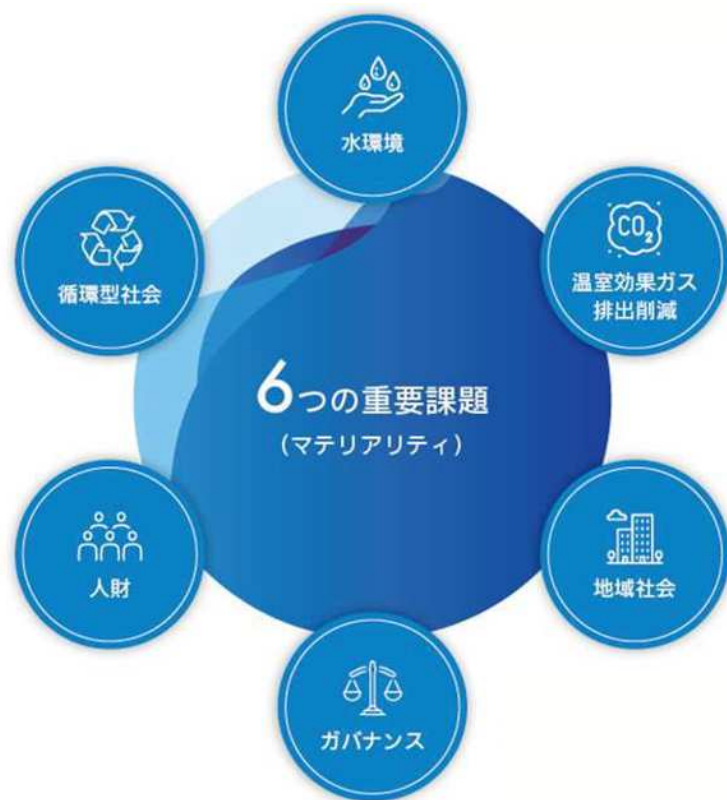 水環境
CO₂
温室効果ガス
排出削減
循環型社会
6つの重要課題
（マテリアリティ）
人財
地域社会
ガバナンス